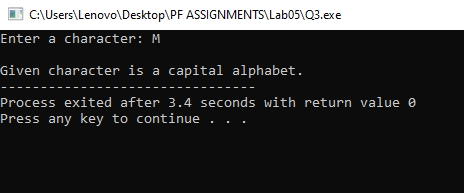 C:\Users\Lenovo\Desktop\PF ASSIGNMENTS\Lab05\Q3.exe
Enter a character: M
Given character is a capital alphabet.
--------------------------------
Process exited after 3.4 seconds with return value 0
Press any key to continue . . .